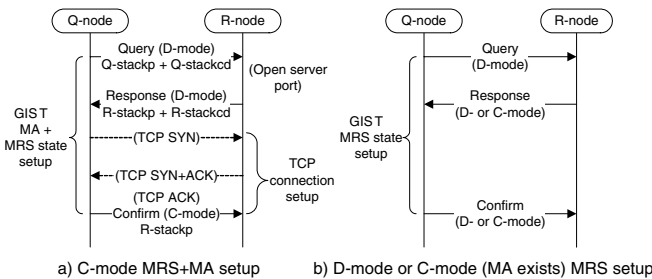 Q-node
R-node
Query (D-mode)
Q-stackp + Q-stackcd
(Open server
port)
Response (D-mode)
R-stackp + R-stackcd
GIST
MA +
MRS state
setup
(TCP SYN)
(TCP SYN+ACK)
TCP
connection
setup
(TCP ACK)
Confirm (C-mode)
R-stackp
a) C-mode MRS+MA setup
Q-node
R-node
Query
(D-mode)
Response
(D- or C-mode)
GIST
MRS state
setup
Confirm
(D- or C-mode)
b) D-mode or C-mode (MA exists) MRS setup